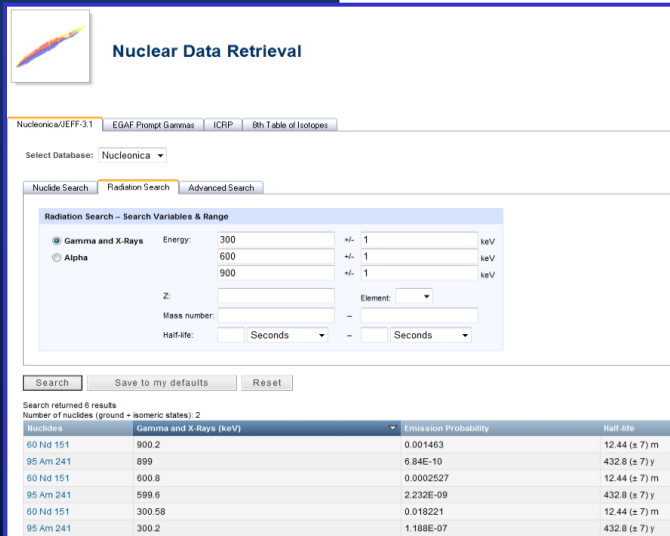 Nuclear Data Retrieval
Nucleonica/JEFF-3.1 EGAF Prompt Gammas ICRP 8th Table of Isotopes
Select Database: Nucleonica
Nuclide Search Radiation Search Advanced Search
Radiation Search – Search Variables & Range
Gamma and X-Rays Energy: 300 +/- 1 keV
Alpha 600 +/- 1 keV
900 +/- 1 keV
Z: Element:
Mass number: –
Half-life: Seconds – Seconds
Search Save to my defaults Reset
Search returned 6 results
Number of nuclides (ground + isomeric states): 2
Nuclides Gamma and X-Rays (keV) Emission Probability Half-life
60 Nd 151 900.2 0.001463 12.44 (± 7) m
95 Am 241 899 6.84E-10 432.8 (± 7) y
60 Nd 151 600.8 0.0002527 12.44 (± 7) m
95 Am 241 599.6 2.232E-09 432.8 (± 7) y
60 Nd 151 300.58 0.018221 12.44 (± 7) m
95 Am 241 300.2 1.188E-07 432.8 (± 7) y